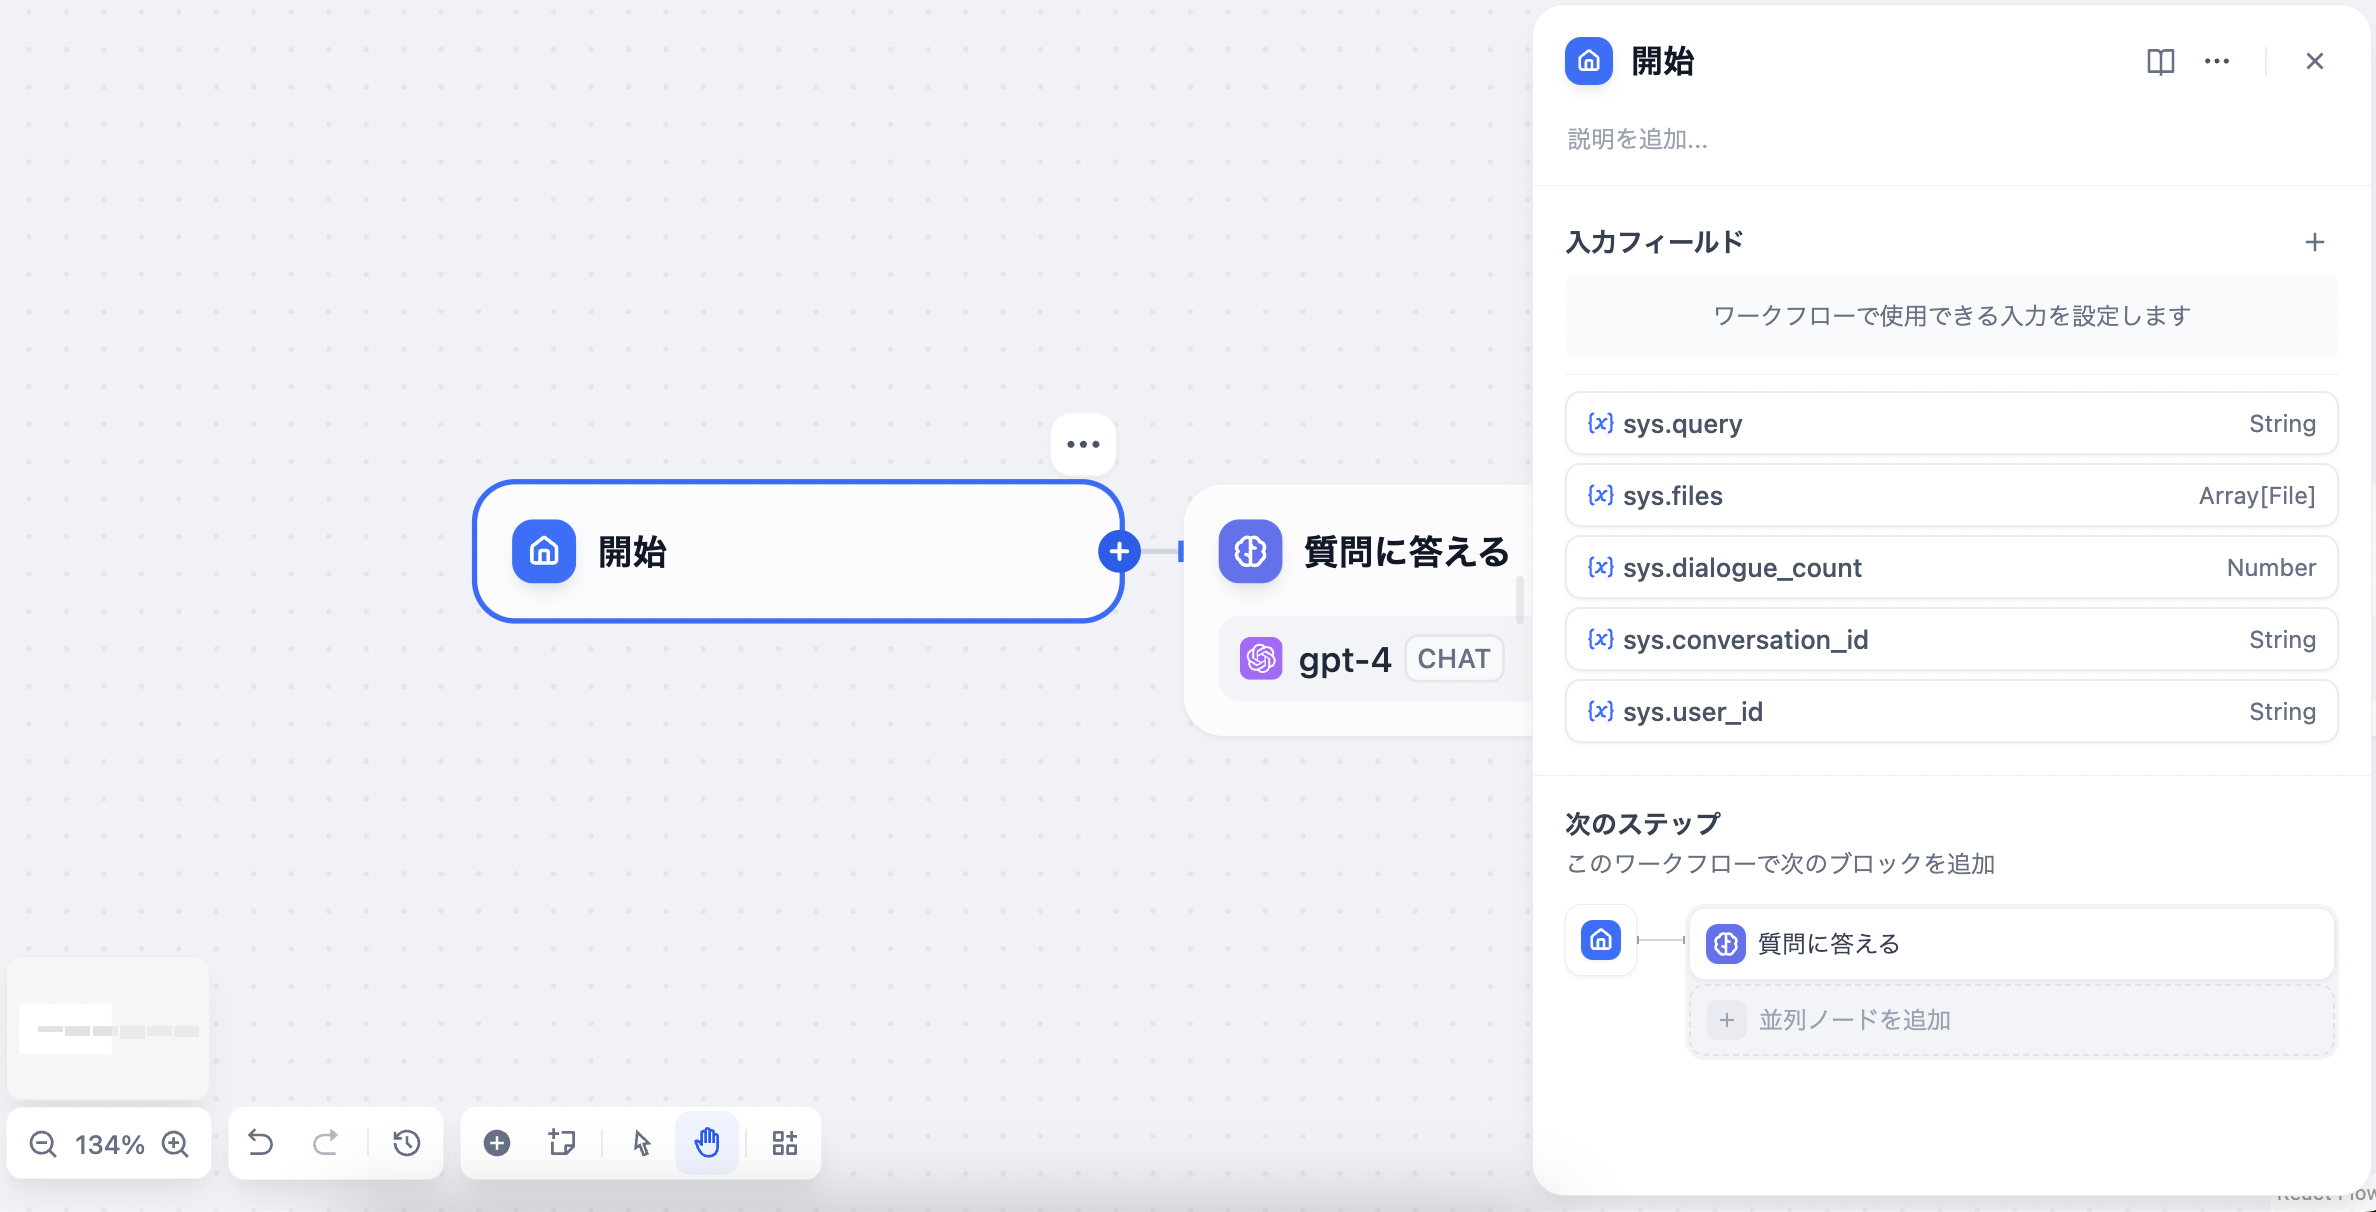 開始
説明を追加...
入力フィールド
ワークフローで使用できる入力を設定します
sys.query String
sys.files Array[File]
sys.dialogue_count Number
sys.conversation_id String
sys.user_id String
次のステップ
このワークフローで次のブロックを追加
質問に答える
並列ノードを追加
開始
質問に答える
gpt-4 CHAT
134%
React Flow